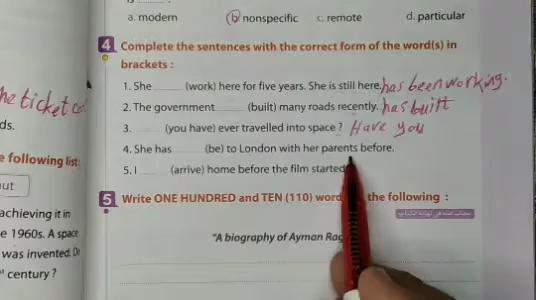 is ......... .
a. modern b. nonspecific c. remote d. particular
4 Complete the sentences with the correct form of the word(s) in
brackets :
1. She ......... (work) here for five years. She is still here. has been working.
2. The government ......... (built) many roads recently. has built
3. ......... (you have) ever travelled into space ? Have you
4. She has ......... (be) to London with her parents before.
5. I ......... (arrive) home before the film started
5 Write ONE HUNDRED and TEN (110) the following :
"A biography of Ayman
he ticket
ds.
e following list
ut
achieving it in
e 1960s. A space
was invented.
century ?